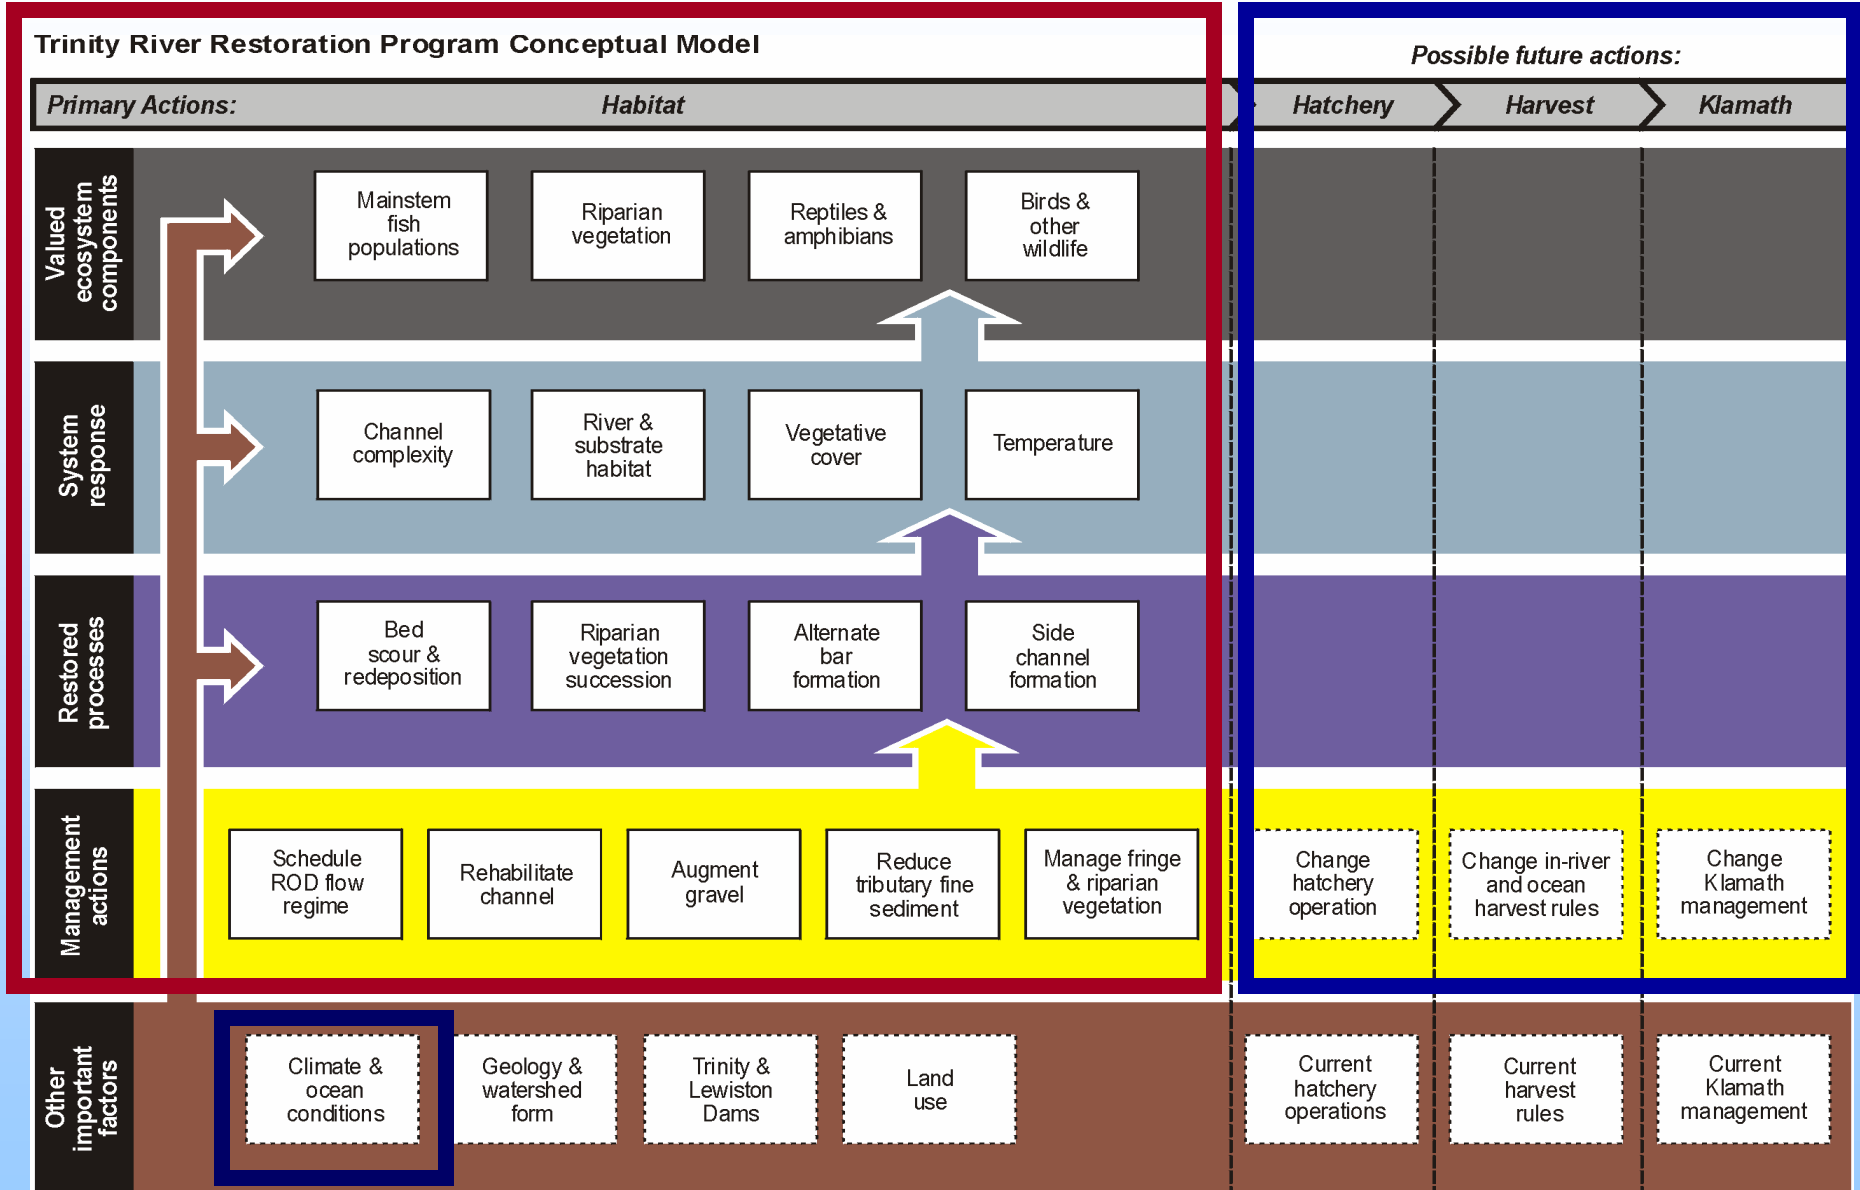 Trinity River Restoration Program Conceptual Model
Possible future actions:
Primary Actions:
Habitat
Hatchery
Harvest
Klamath
Valued
ecosystem
components
Mainstem
fish
populations
Riparian
vegetation
Reptiles &
amphibians
Birds &
other
wildlife
System
response
Channel
complexity
River &
substrate
habitat
Vegetative
cover
Temperature
Restored
processes
Bed
scour &
redeposition
Riparian
vegetation
succession
Alternate
bar
formation
Side
channel
formation
Management
actions
Schedule
ROD flow
regime
Rehabilitate
channel
Augment
gravel
Reduce
tributary fine
sediment
Manage fringe
& riparian
vegetation
Change
hatchery
operation
Change in-river
and ocean
harvest rules
Change
Klamath
management
Other
important
factors
Climate &
ocean
conditions
Geology &
watershed
form
Trinity &
Lewiston
Dams
Land
use
Current
hatchery
operations
Current
harvest
rules
Current
Klamath
management